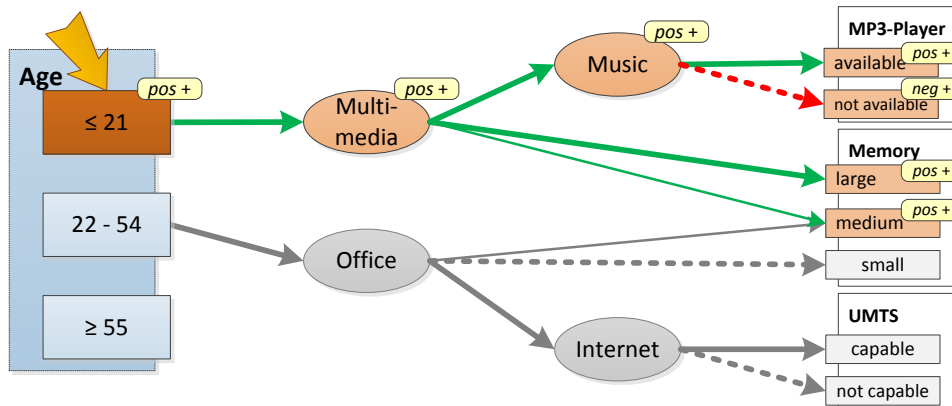 Age
pos +
≤ 21
22 - 54
≥ 55
pos +
Multi-
media
Office
pos +
Music
Internet
MP3-Player
pos +
available
neg +
not available
Memory
pos +
large
pos +
medium
small
UMTS
capable
not capable